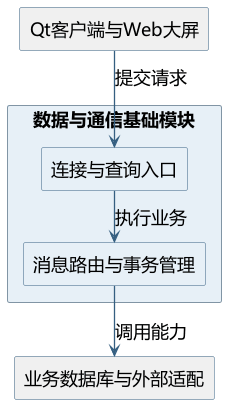 Qt客户端与Web大屏
提交请求
数据与通信基础模块
连接与查询入口
执行业务
消息路由与事务管理
调用能力
业务数据库与外部适配